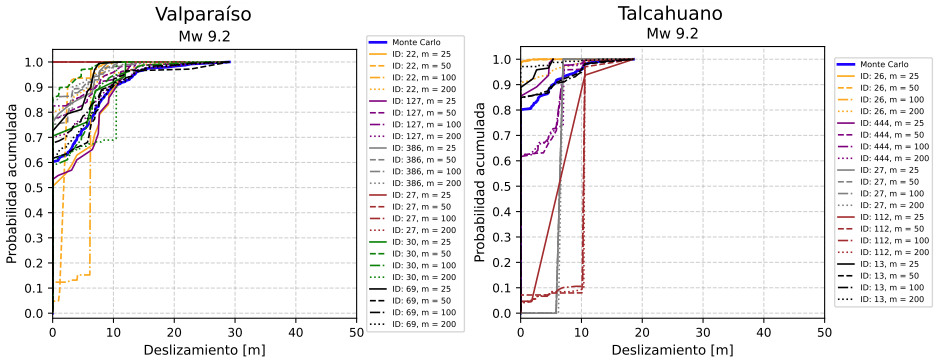 Valparaíso
Mw 9.2
1.0
0.9
0.8
0.7
0.6
0.5
0.4
0.3
0.2
0.1
0.0
Probabilidad acumulada
0
10
20
30
40
50
Deslizamiento [m]
Monte Carlo
ID: 22, m = 25
ID: 22, m = 50
ID: 22, m = 100
ID: 22, m = 200
ID: 127, m = 25
ID: 127, m = 50
ID: 127, m = 100
ID: 127, m = 200
ID: 386, m = 25
ID: 386, m = 50
ID: 386, m = 100
ID: 386, m = 200
ID: 27, m = 25
ID: 27, m = 50
ID: 27, m = 100
ID: 27, m = 200
ID: 30, m = 25
ID: 30, m = 50
ID: 30, m = 100
ID: 30, m = 200
ID: 69, m = 25
ID: 69, m = 50
ID: 69, m = 100
ID: 69, m = 200
Talcahuano
Mw 9.2
1.0
0.9
0.8
0.7
0.6
0.5
0.4
0.3
0.2
0.1
0.0
Probabilidad acumulada
0
10
20
30
40
50
Deslizamiento [m]
Monte Carlo
ID: 26, m = 25
ID: 26, m = 50
ID: 26, m = 100
ID: 26, m = 200
ID: 444, m = 25
ID: 444, m = 50
ID: 444, m = 100
ID: 444, m = 200
ID: 27, m = 25
ID: 27, m = 50
ID: 27, m = 100
ID: 27, m = 200
ID: 112, m = 25
ID: 112, m = 50
ID: 112, m = 100
ID: 112, m = 200
ID: 13, m = 25
ID: 13, m = 50
ID: 13, m = 100
ID: 13, m = 200